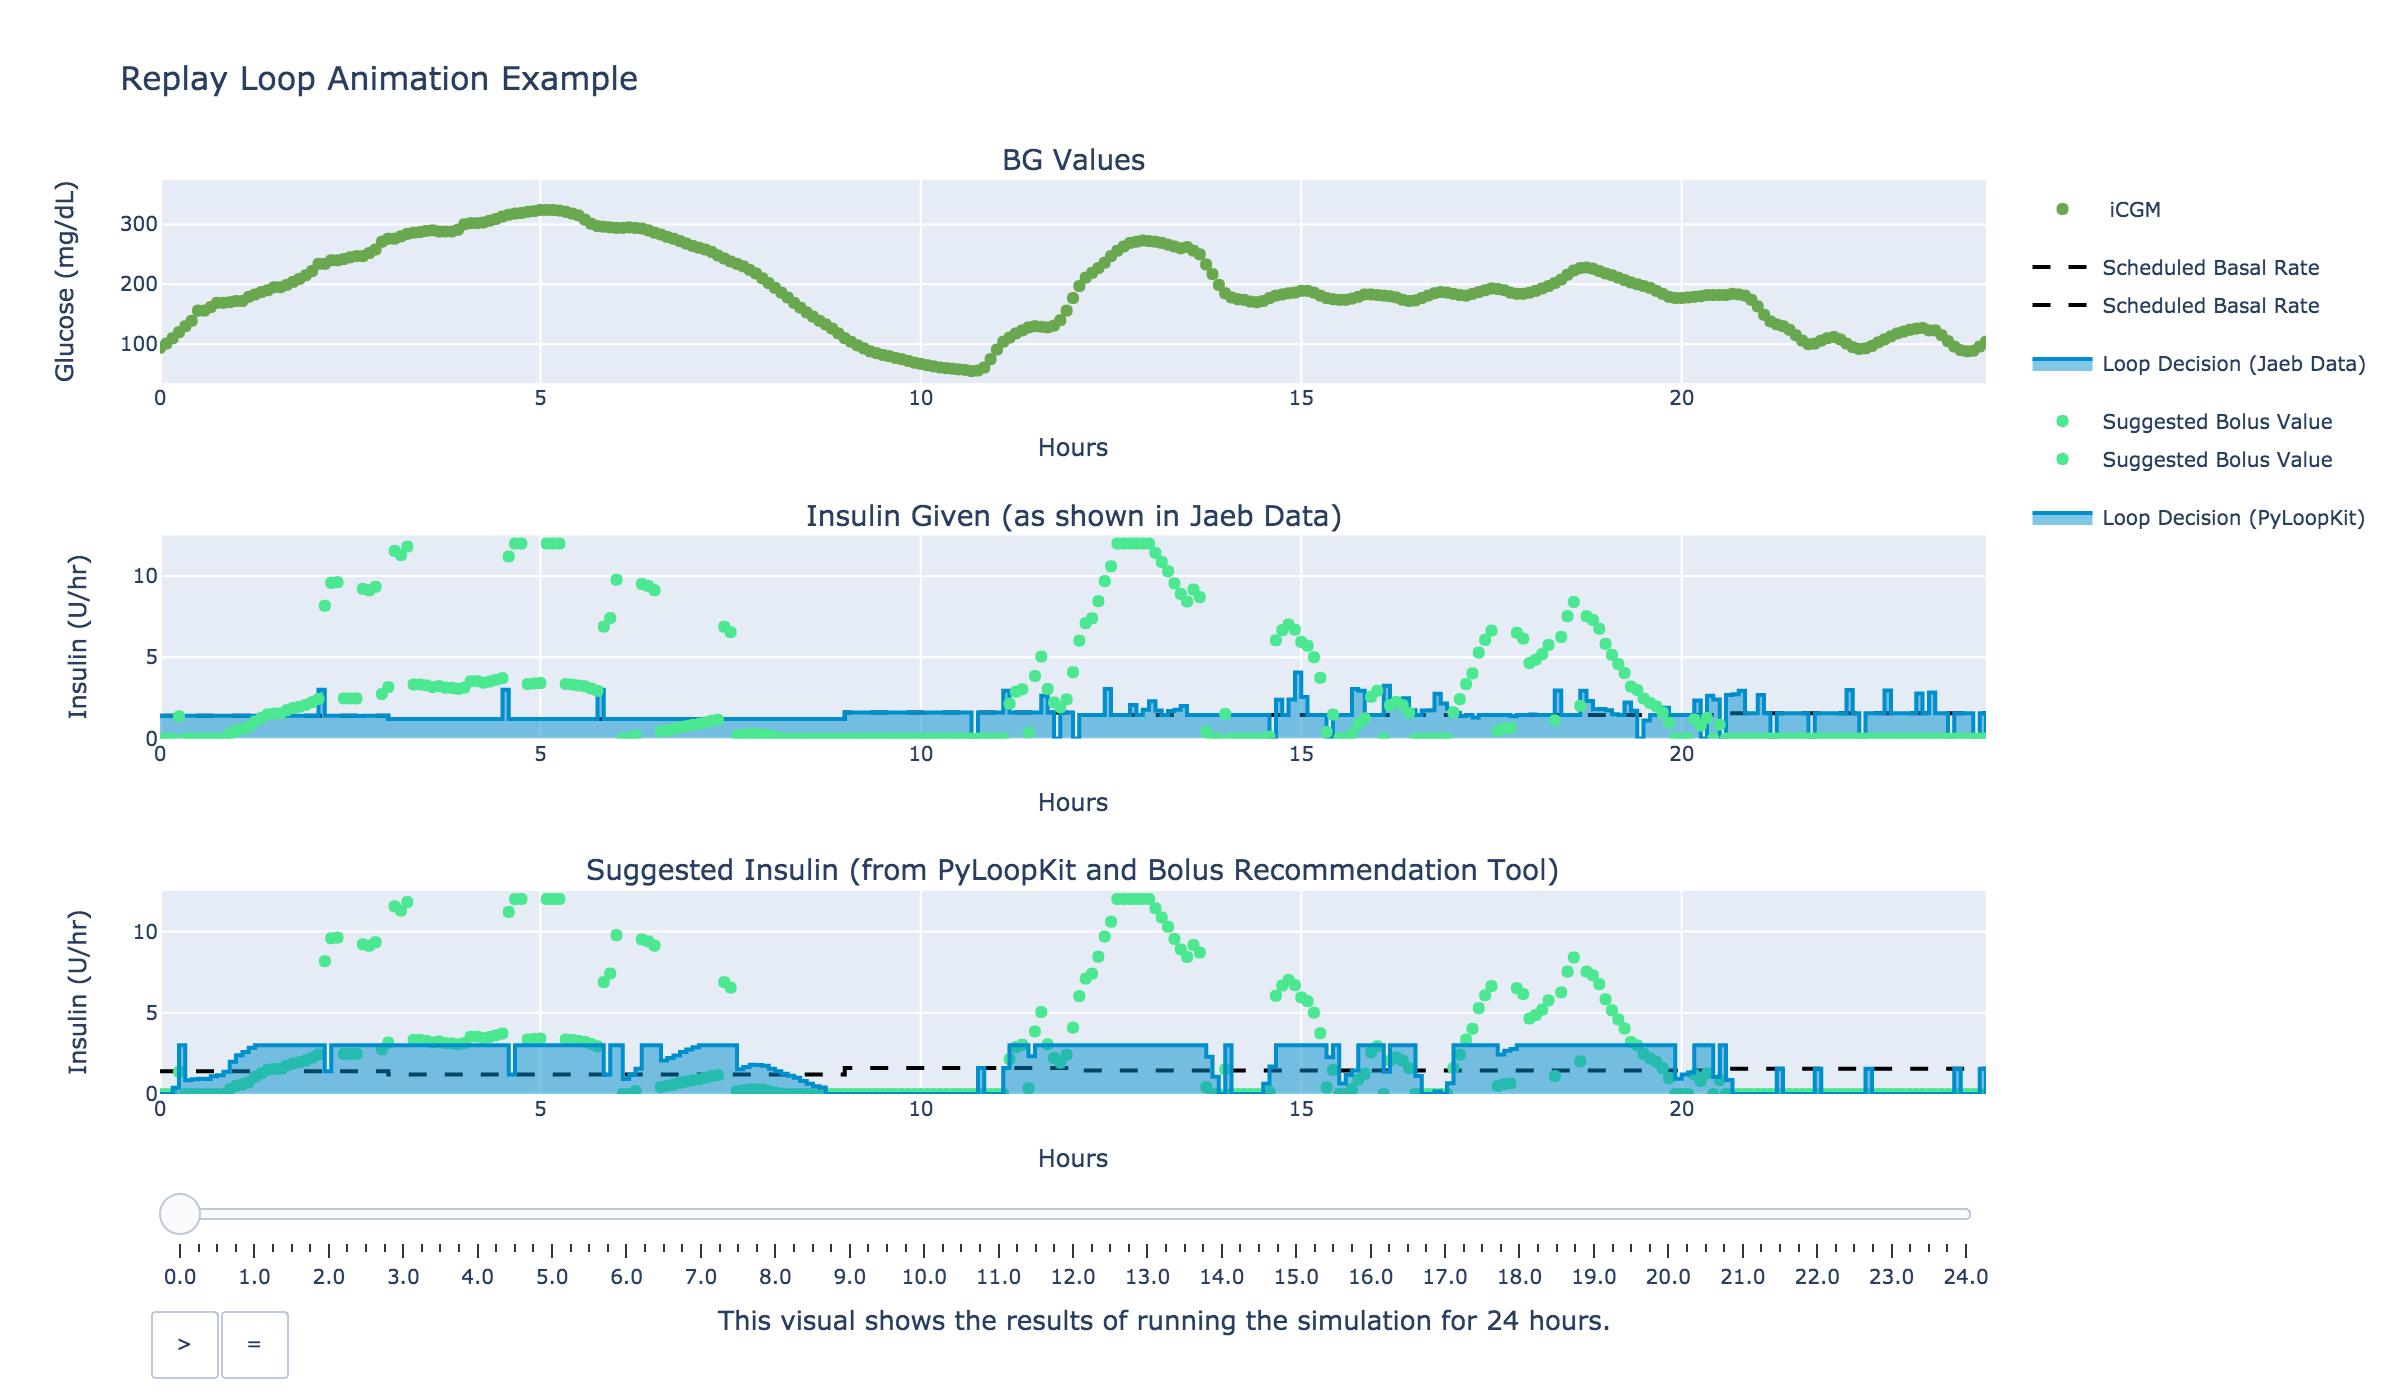 Replay Loop Animation Example
BG Values
Glucose (mg/dL)
300
200
100
0 5 10 15 20
Hours
iCGM
Scheduled Basal Rate
Scheduled Basal Rate
Loop Decision (Jaeb Data)
Suggested Bolus Value
Suggested Bolus Value
Loop Decision (PyLoopKit)
Insulin Given (as shown in Jaeb Data)
Insulin (U/hr)
10
5
0
0 5 10 15 20
Hours
Suggested Insulin (from PyLoopKit and Bolus Recommendation Tool)
Insulin (U/hr)
10
5
0
0 5 10 15 20
Hours
0.0 1.0 2.0 3.0 4.0 5.0 6.0 7.0 8.0 9.0 10.0 11.0 12.0 13.0 14.0 15.0 16.0 17.0 18.0 19.0 20.0 21.0 22.0 23.0 24.0
This visual shows the results of running the simulation for 24 hours.
> =